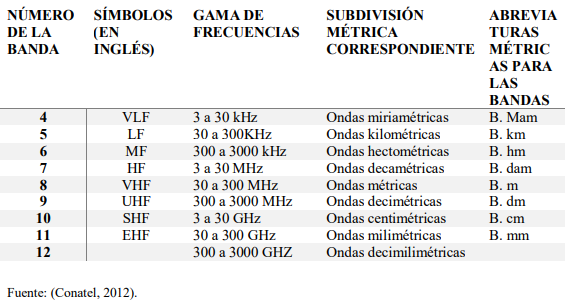 NÚMERO DE LA BANDA | SÍMBOLOS (EN INGLÉS) | GAMA DE FRECUENCIAS | SUBDIVISIÓN MÉTRICA CORRESPONDIENTE | ABREVIATURAS MÉTRICAS PARA LAS BANDAS
4 | VLF | 3 a 30 kHz | Ondas miriamétricas | B. Mam
5 | LF | 30 a 300KHz | Ondas kilométricas | B. km
6 | MF | 300 a 3000 kHz | Ondas hectométricas | B. hm
7 | HF | 3 a 30 MHz | Ondas decamétricas | B. dam
8 | VHF | 30 a 300 MHz | Ondas métricas | B. m
9 | UHF | 300 a 3000 MHz | Ondas decimétricas | B. dm
10 | SHF | 3 a 30 GHz | Ondas centimétricas | B. cm
11 | EHF | 30 a 300 GHz | Ondas milimétricas | B. mm
12 | | 300 a 3000 GHZ | Ondas decimilimétricas |
Fuente: (Conatel, 2012).